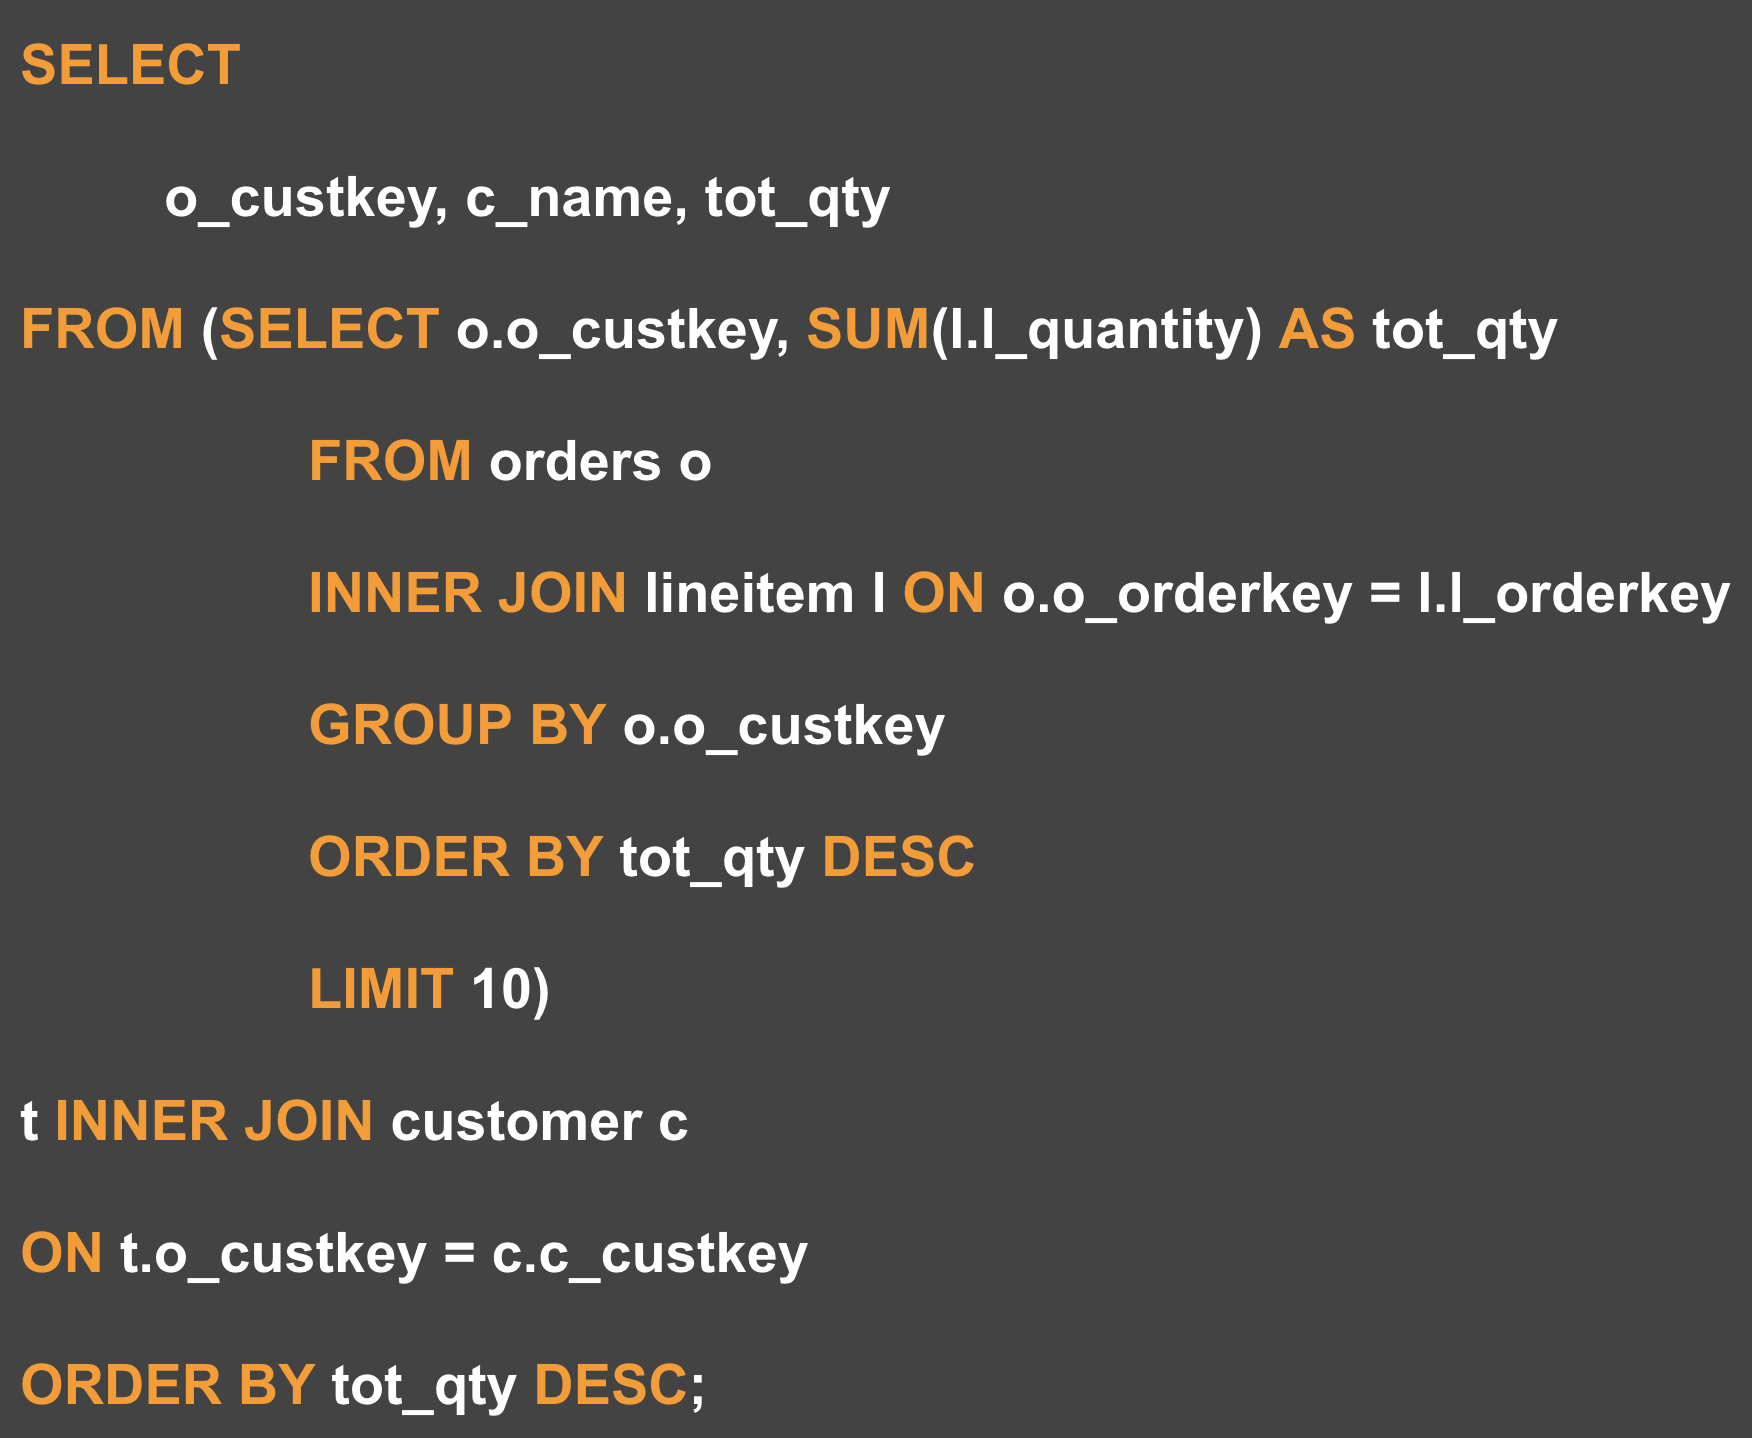 SELECT
o_custkey, c_name, tot_qty
FROM (SELECT o.o_custkey, SUM(l.l_quantity) AS tot_qty
FROM orders o
INNER JOIN lineitem l ON o.o_orderkey = l.l_orderkey
GROUP BY o.o_custkey
ORDER BY tot_qty DESC
LIMIT 10)
t INNER JOIN customer c
ON t.o_custkey = c.c_custkey
ORDER BY tot_qty DESC;